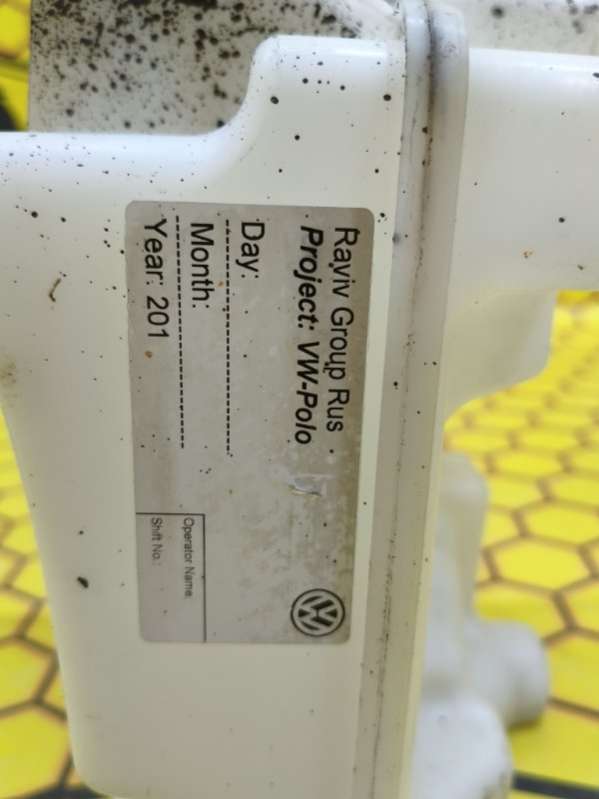 Raviv Group Rus
Project: VW-Polo
Day:
Month:
Year: 201
Operator Name:
Shift No.: